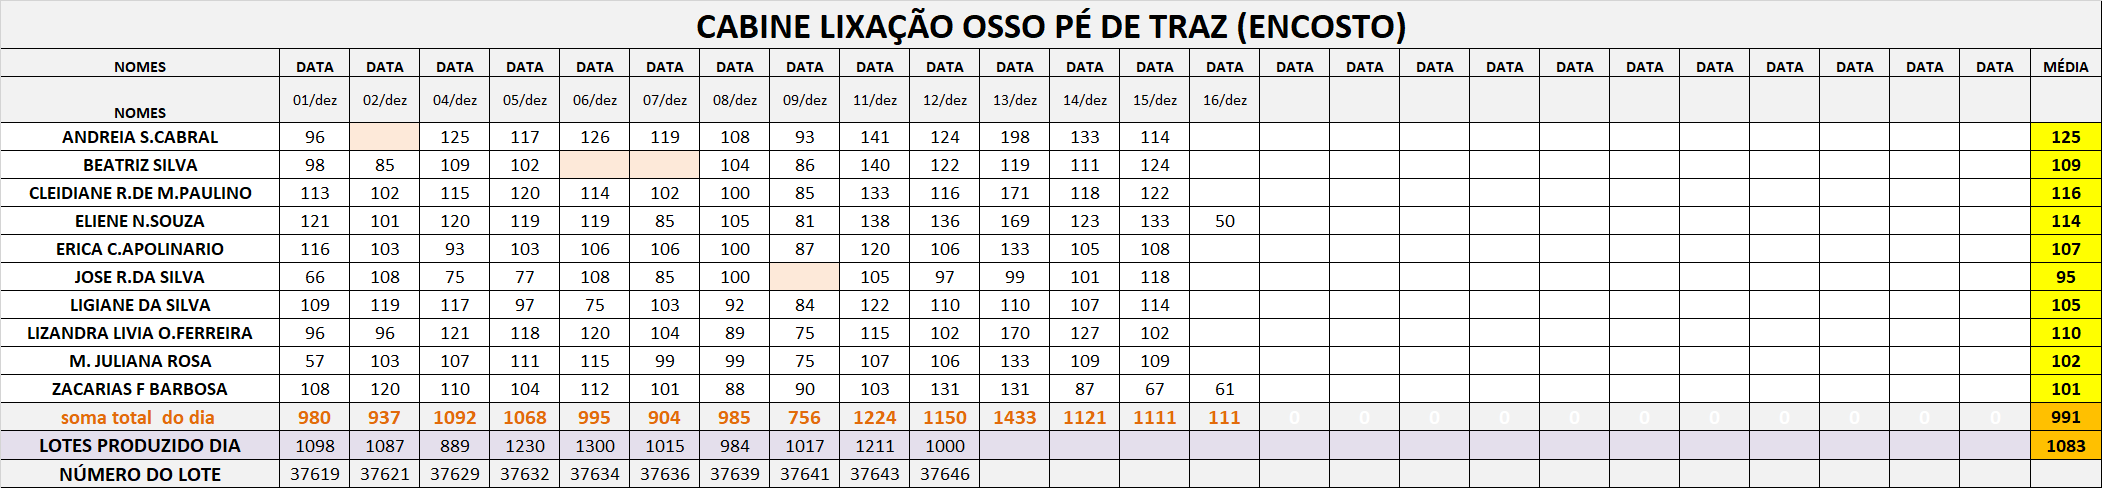 CABINE LIXAÇÃO OSSO PÉ DE TRAZ (ENCOSTO)
NOMES DATA DATA DATA DATA DATA DATA DATA DATA DATA DATA DATA DATA DATA DATA DATA DATA DATA DATA DATA DATA DATA DATA DATA DATA DATA MÉDIA
NOMES 01/dez 02/dez 04/dez 05/dez 06/dez 07/dez 08/dez 09/dez 11/dez 12/dez 13/dez 14/dez 15/dez 16/dez
ANDREIA S.CABRAL 96 125 117 126 119 108 93 141 124 198 133 114 125
BEATRIZ SILVA 98 85 109 102 104 86 140 122 119 111 124 109
CLEIDIANE R.DE M.PAULINO 113 102 115 120 114 102 100 85 133 116 171 118 122 116
ELIENE N.SOUZA 121 101 120 119 119 85 105 81 138 136 169 123 133 50 114
ERICA C.APOLINARIO 116 103 93 103 106 106 100 87 120 106 133 105 108 107
JOSE R.DA SILVA 66 108 75 77 108 85 100 105 97 99 101 118 95
LIGIANE DA SILVA 109 119 117 97 75 103 92 84 122 110 110 107 114 105
LIZANDRA LIVIA O.FERREIRA 96 96 121 118 120 104 89 75 115 102 170 127 102 110
M. JULIANA ROSA 57 103 107 111 115 99 99 75 107 106 133 109 109 102
ZACARIAS F BARBOSA 108 120 110 104 112 101 88 90 103 131 131 87 67 61 101
soma total do dia 980 937 1092 1068 995 904 985 756 1224 1150 1433 1121 1111 111 0 0 0 0 0 0 0 0 0 0 0 991
LOTES PRODUZIDO DIA 1098 1087 889 1230 1300 1015 984 1017 1211 1000 1083
NÚMERO DO LOTE 37619 37621 37629 37632 37634 37636 37639 37641 37643 37646